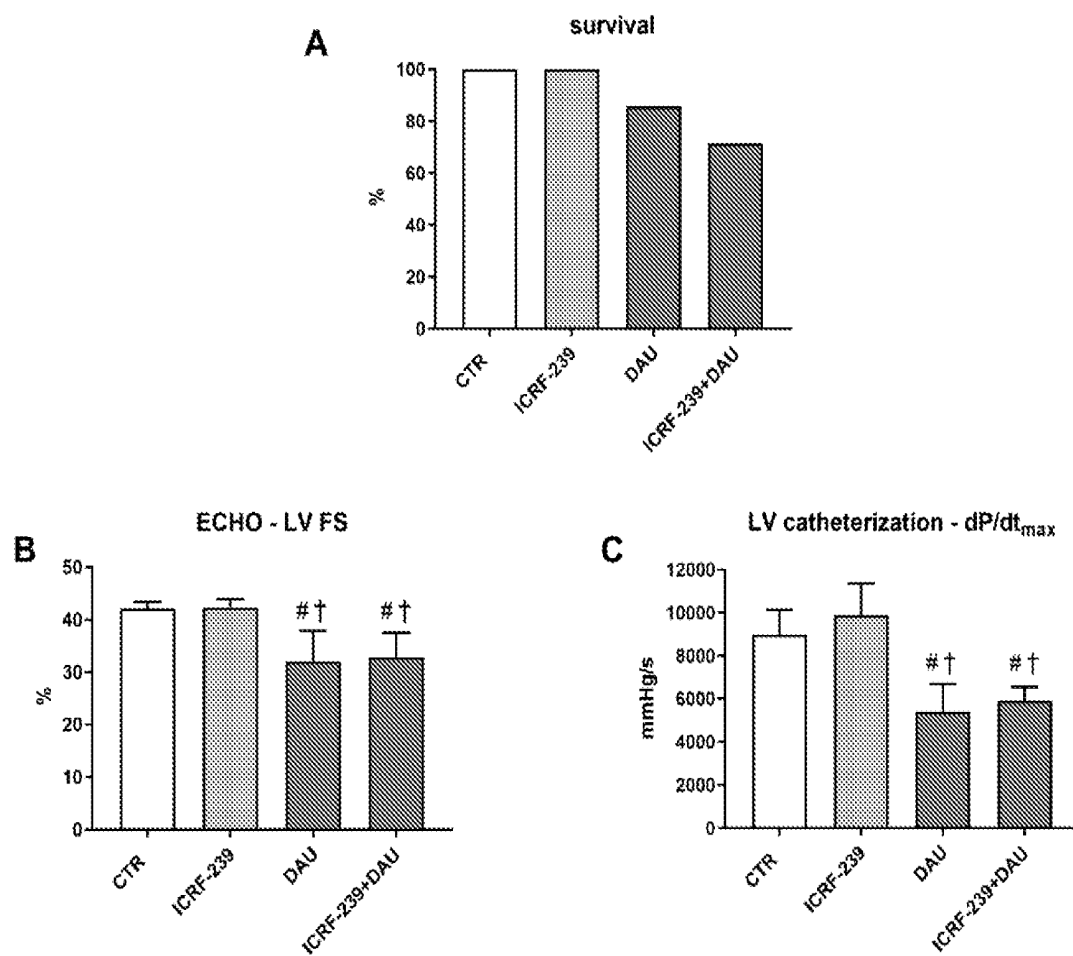 A
survival
100
80
60
40
20
0
%
CTR
ICRF-239
DAU
ICRF-239+DAU
B
ECHO - LV FS
50
40
30
20
10
0
%
#†
#†
CTR
ICRF-239
DAU
ICRF-239+DAU
C
LV catheterization - dP/dtmax
12000
10000
8000
6000
4000
2000
0
mmHg/s
#†
#†
CTR
ICRF-239
DAU
ICRF-239+DAU